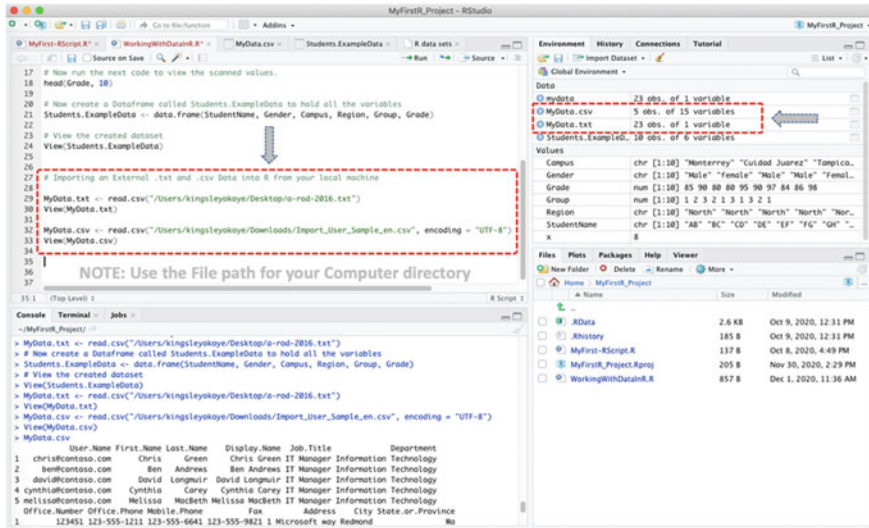 MyFirstR_Project - RStudio
Go to file/function
Addins
MyFirstR_Project
MyFirst-RScript.R*
WorkingWithDataInR.R*
MyData.csv
Students.ExampleData
R data sets
Source on Save
Run
Source
17 # Now run the next code to view the scanned values.
18 head(Grade, 10)
19
20 # Now create a Dataframe called Students.ExampleData to hold all the variables
21 Students.ExampleData <- data.frame(StudentName, Gender, Campus, Region, Group, Grade)
22
23 # View the created dataset
24 View(Students.ExampleData)
25
26
27 # Importing an External .txt and .csv Data into R from your local machine
28
29 MyData.txt <- read.csv("/Users/kingsleyokoye/Desktop/a-rod-2016.txt")
30 View(MyData.txt)
31
32 MyData.csv <- read.csv("/Users/kingsleyokoye/Downloads/Import_User_Sample_en.csv", encoding = "UTF-8")
33 View(MyData.csv)
34
35
36 NOTE: Use the File path for your Computer directory
37
35:1 (Top Level) R Script
Console Terminal Jobs
~/MyFirstR_Project/
> MyData.txt <- read.csv("/Users/kingsleyokoye/Desktop/a-rod-2016.txt")
> # Now create a Dataframe called Students.ExampleData to hold all the variables
> Students.ExampleData <- data.frame(StudentName, Gender, Campus, Region, Group, Grade)
> # View the created dataset
> View(Students.ExampleData)
> MyData.txt <- read.csv("/Users/kingsleyokoye/Desktop/a-rod-2016.txt")
> View(MyData.txt)
> MyData.csv <- read.csv("/Users/kingsleyokoye/Downloads/Import_User_Sample_en.csv", encoding = "UTF-8")
> View(MyData.csv)
> MyData.csv
User.Name First.Name Last.Name Display.Name Job.Title Department
1 chris@contoso.com Chris Green Chris Green IT Manager Information Technology
2 ben@contoso.com Ben Andrews Ben Andrews IT Manager Information Technology
3 david@contoso.com David Longmuir David Longmuir IT Manager Information Technology
4 cynthia@contoso.com Cynthia Carey Cynthia Carey IT Manager Information Technology
5 melissa@contoso.com Melissa MacBeth Melissa MacBeth IT Manager Information Technology
Office.Number Office.Phone Mobile.Phone Fax Address City State.or.Province
1 123451 123-555-1211 123-555-6641 123-555-9821 1 Microsoft way Redmond Wa
Environment History Connections Tutorial
Import Dataset
List
Global Environment
Data
mydata 23 obs. of 1 variable
MyData.csv 5 obs. of 15 variables
MyData.txt 23 obs. of 1 variable
Students.ExampleD… 10 obs. of 6 variables
Values
Campus chr [1:10] "Monterrey" "Cuidad Juarez" "Tampico…
Gender chr [1:10] "Male" "female" "Male" "Male" "Femal…
Grade num [1:10] 85 90 80 80 95 90 97 84 86 98
Group num [1:10] 1 2 3 2 1 3 1 3 2 1
Region chr [1:10] "North" "North" "North" "North" "Nor…
StudentName chr [1:10] "AB" "BC" "CD" "DE" "EF" "FG" "GH" "…
x 8
Files Plots Packages Help Viewer
New Folder Delete Rename More
Home MyFirstR_Project
Name Size Modified
..
.RData 2.6 KB Oct 9, 2020, 12:31 PM
.Rhistory 185 B Oct 9, 2020, 12:31 PM
MyFirst-RScript.R 137 B Oct 8, 2020, 4:49 PM
MyFirstR_Project.Rproj 205 B Nov 30, 2020, 2:29 PM
WorkingWithDataInR.R 857 B Dec 1, 2020, 11:36 AM